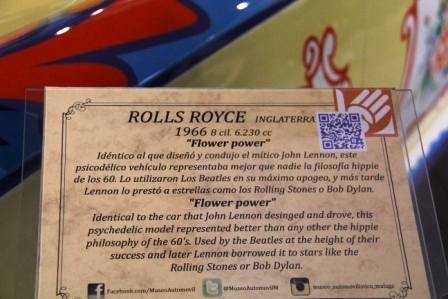 ROLLS ROYCE INGLATERRA
1966 8 cil. 6.230 cc
"Flower power"
Idéntico al que diseñó y condujo el mítico John Lennon, este
psicodélico vehículo representaba mejor que nadie la filosofía hippie
de los 60. Lo utilizaron Los Beatles en su máximo apogeo, y más tarde
Lennon lo prestó a estrellas como los Rolling Stones o Bob Dylan.
"Flower power"
Identical to the car that John Lennon desinged and drove, this
psychedelic model represented better than any other the hippie
philosophy of the 60's. Used by the Beatles at the height of their
success and later Lennon borrowed it to stars like the
Rolling Stones or Bob Dylan.
Facebook.com/MuseoAutomovil @MuseoAutomovilM museo_automovilistico_malaga